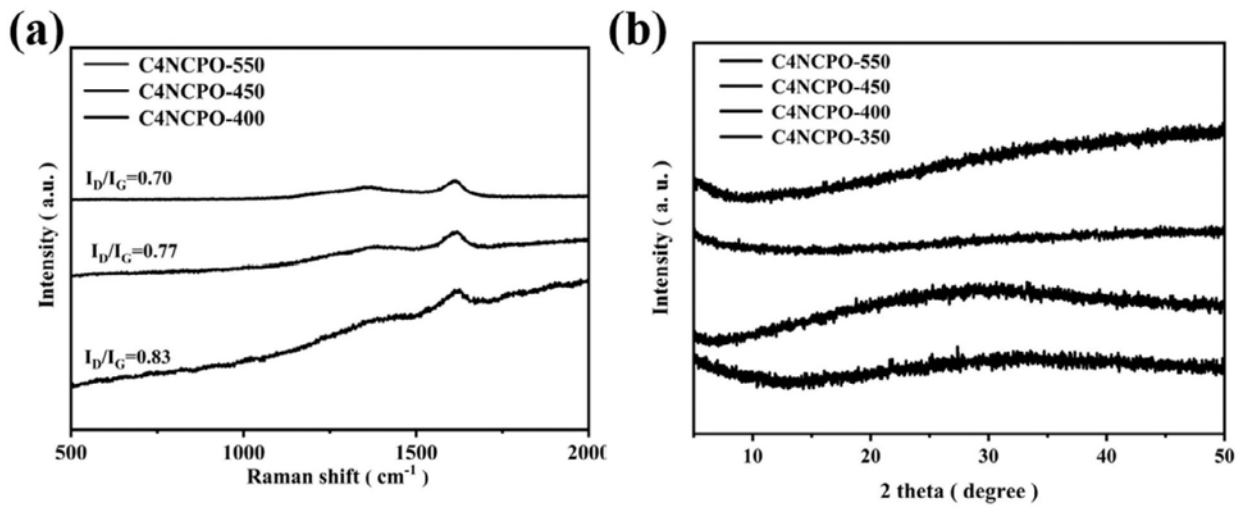 (a)
C4NCPO-550
C4NCPO-450
C4NCPO-400
I_D/I_G=0.70
I_D/I_G=0.77
I_D/I_G=0.83
Intensity ( a.u.)
500
1000
1500
2000
Raman shift ( cm⁻¹ )
(b)
C4NCPO-550
C4NCPO-450
C4NCPO-400
C4NCPO-350
Intensity ( a. u.)
10
20
30
40
50
2 theta ( degree )